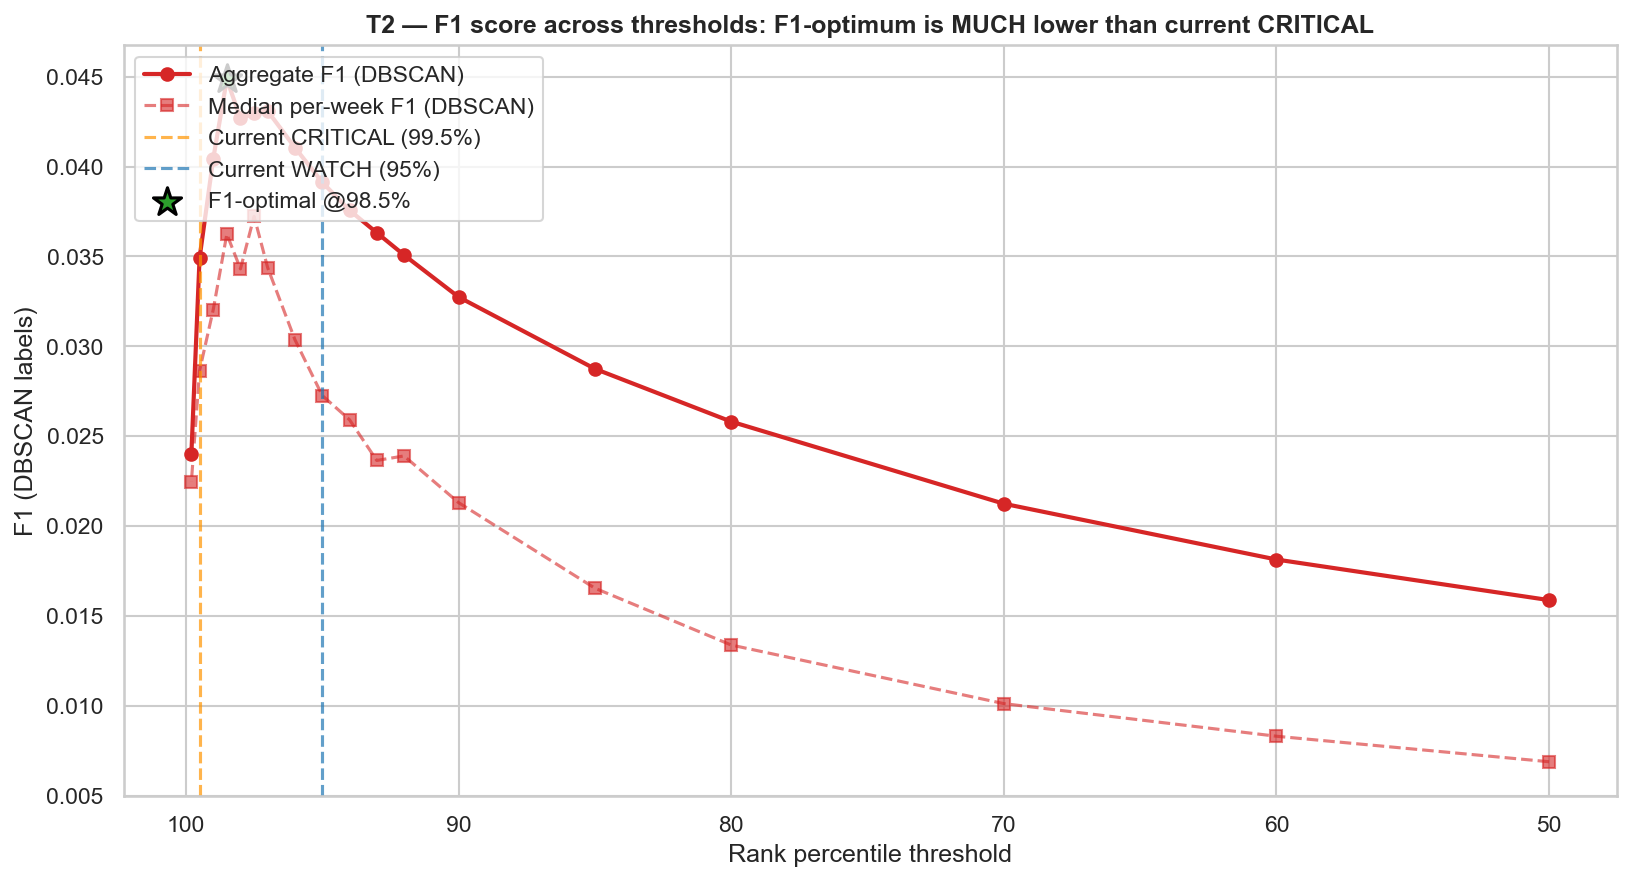 T2 — F1 score across thresholds: F1-optimum is MUCH lower than current CRITICAL
Aggregate F1 (DBSCAN)
Median per-week F1 (DBSCAN)
Current CRITICAL (99.5%)
Current WATCH (95%)
F1-optimal @98.5%
F1 (DBSCAN labels)
0.045
0.040
0.035
0.030
0.025
0.020
0.015
0.010
0.005
100 90 80 70 60 50
Rank percentile threshold